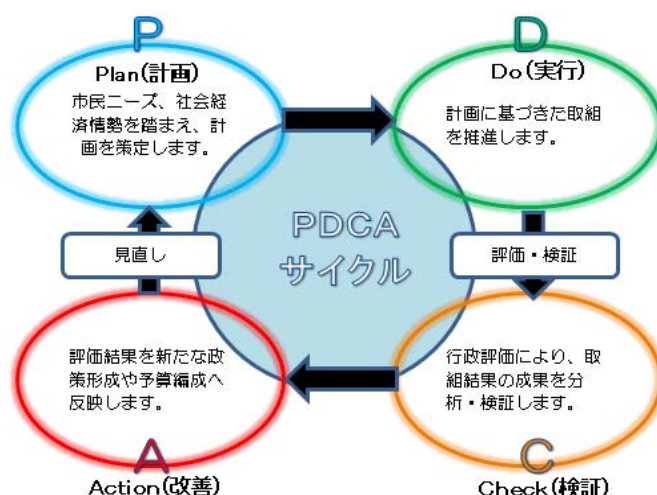 P
Plan(計画)
市民ニーズ、社会経
済情勢を踏まえ、計
画を策定します。
D
Do(実行)
計画に基づきた取組
を推進します。
PDCA
サイクル
見直し
評価・検証
評価結果を新たな政
策形成や予算編成へ
反映します。
A
Action(改善)
行政評価により、取
組結果の成果を分
析・検証します。
C
Check(検証)